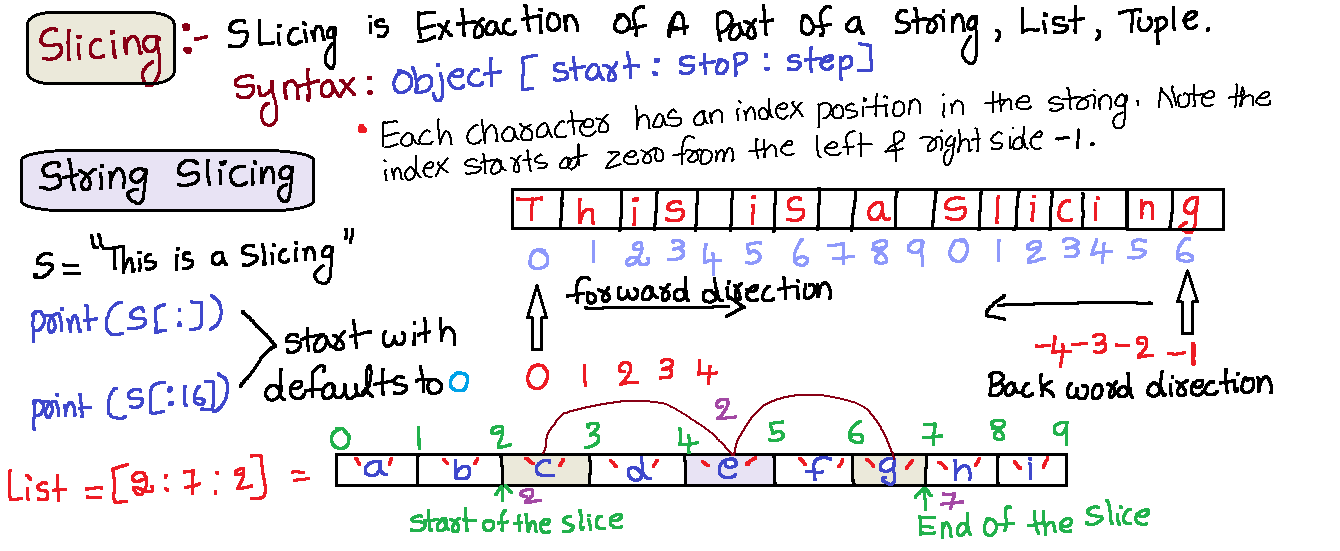 Slicing :- SLicing is Extraction of A Part of a String, List, Tuple.
Syntax: Object [ start : stoP : step]
• Each character has an index position in the string. Note the
index starts at zero from the left & right side -1.
String Slicing
T h i s i s a S l i c i n g
0 1 2 3 4 5 6 7 8 9 0 1 2 3 4 5 6
S= "This is a Slicing"
forward direction
print (S[:])
start with
defaults to 0
print (S[:16])
0 1 2 3 4
-4 -3 -2 -1
Back word direction
2
0 1 2 3 4 5 6 7 8 9
List = [2:7:2] = 'a' 'b' 'c' 'd' 'e' 'f' 'g' 'h' 'i'
2 7
Start of the Slice
End of the Slice